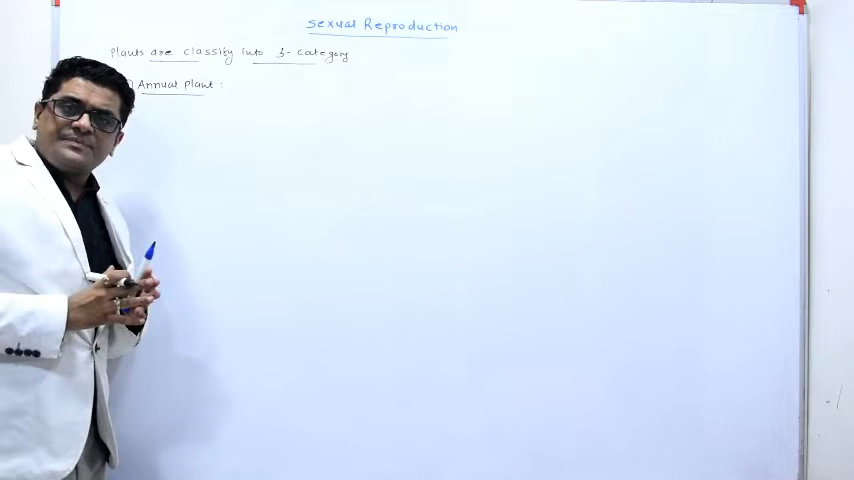 Sexual Reproduction
Plants are classify into 3- category
Annual plant :